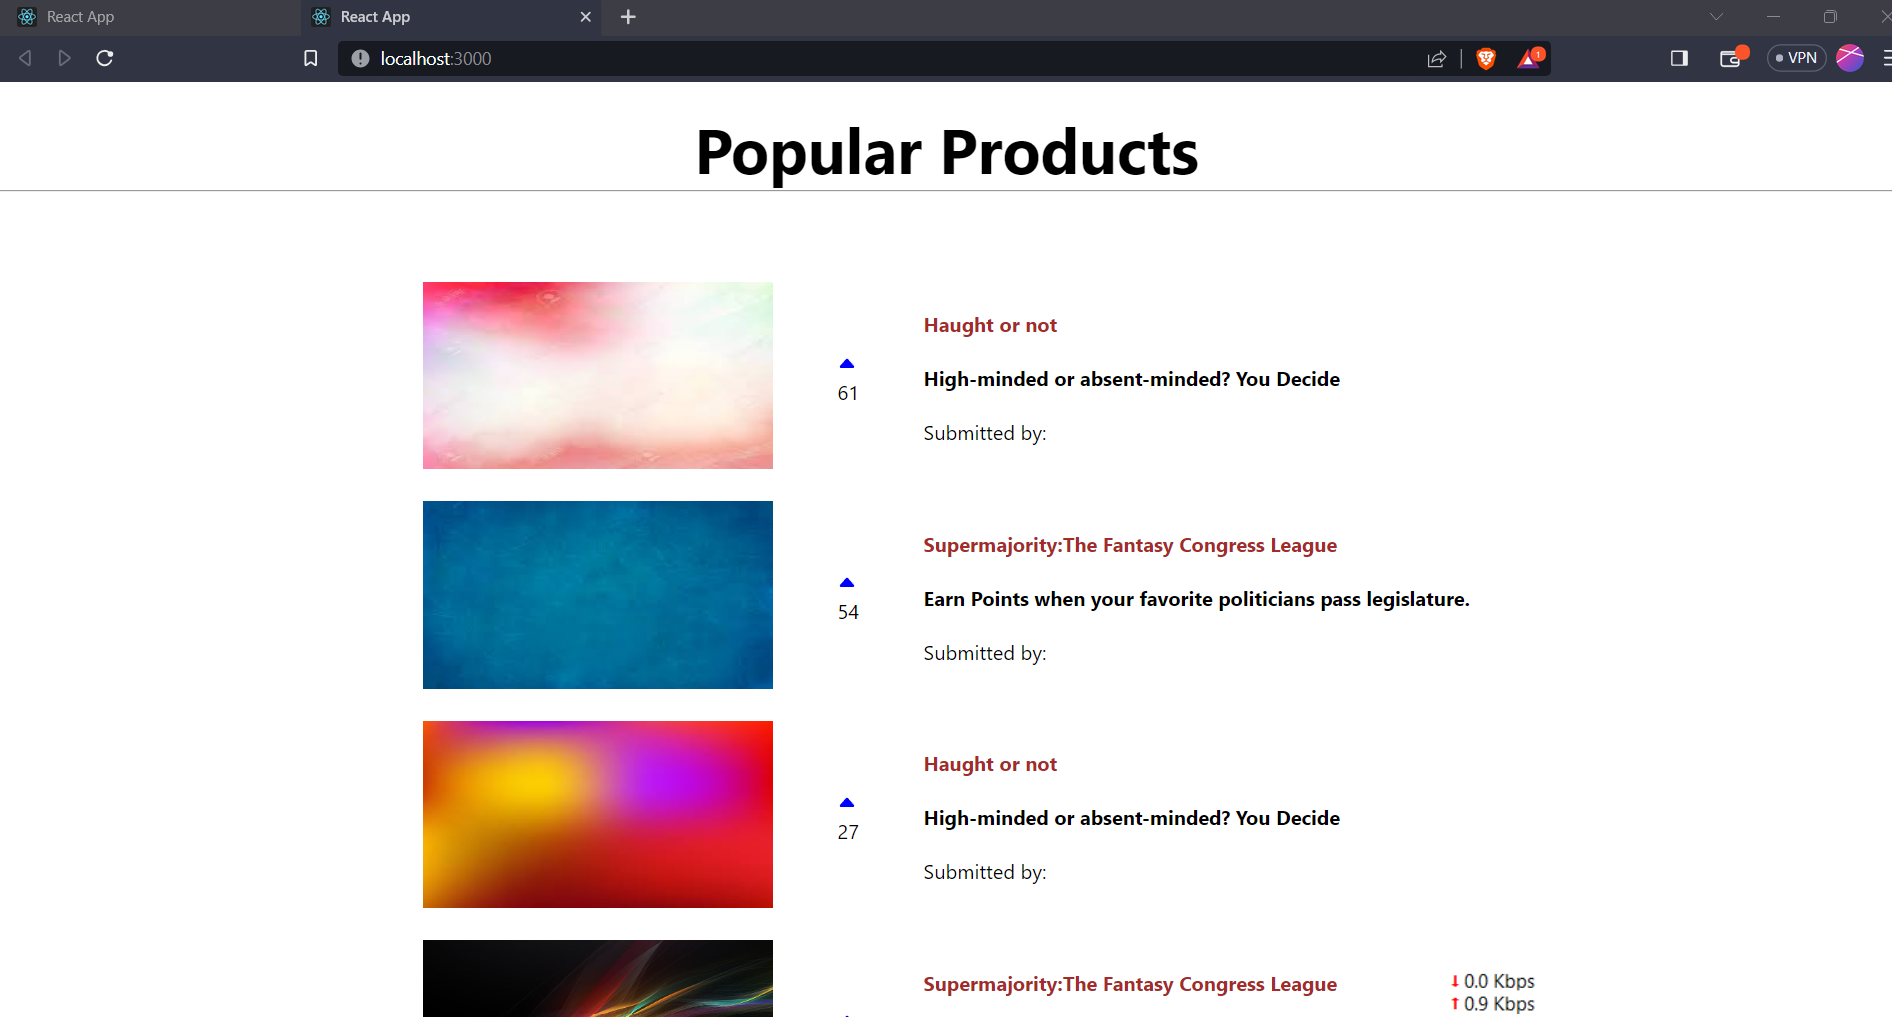 React App
React App
localhost:3000
1
VPN
Popular Products
Haught or not
61
High-minded or absent-minded? You Decide
Submitted by:
Supermajority:The Fantasy Congress League
54
Earn Points when your favorite politicians pass legislature.
Submitted by:
Haught or not
27
High-minded or absent-minded? You Decide
Submitted by:
Supermajority:The Fantasy Congress League
0.0 Kbps
0.9 Kbps